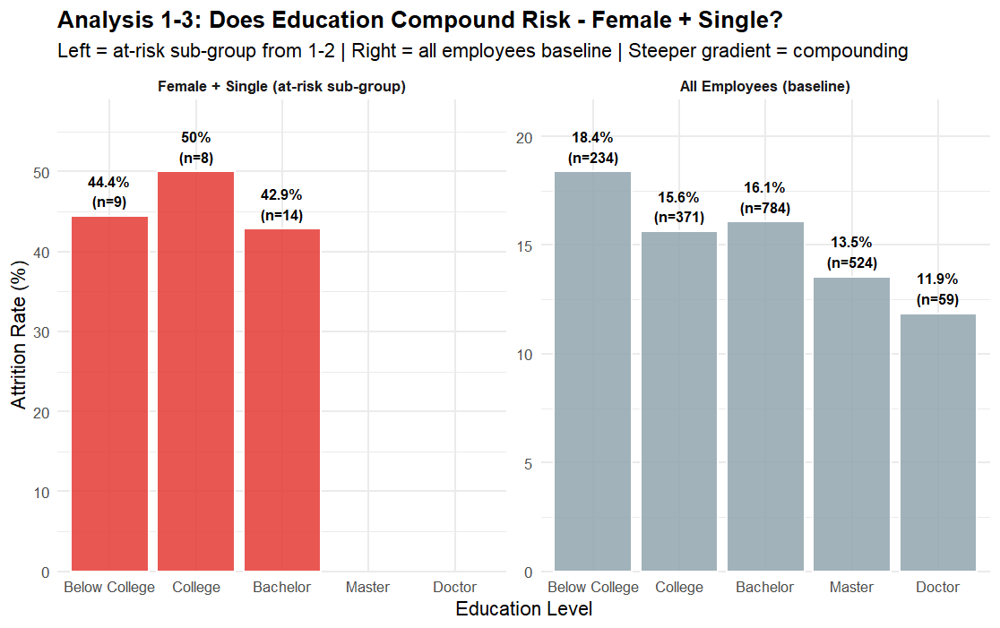 Analysis 1-3: Does Education Compound Risk - Female + Single?
Left = at-risk sub-group from 1-2 | Right = all employees baseline | Steeper gradient = compounding
Female + Single (at-risk sub-group)
Attrition Rate (%)
50
40
30
20
10
0
44.4%
(n=9)
50%
(n=8)
42.9%
(n=14)
Below College
College
Bachelor
Master
Doctor
All Employees (baseline)
20
15
10
5
0
18.4%
(n=234)
15.6%
(n=371)
16.1%
(n=784)
13.5%
(n=524)
11.9%
(n=59)
Below College
College
Bachelor
Master
Doctor
Education Level